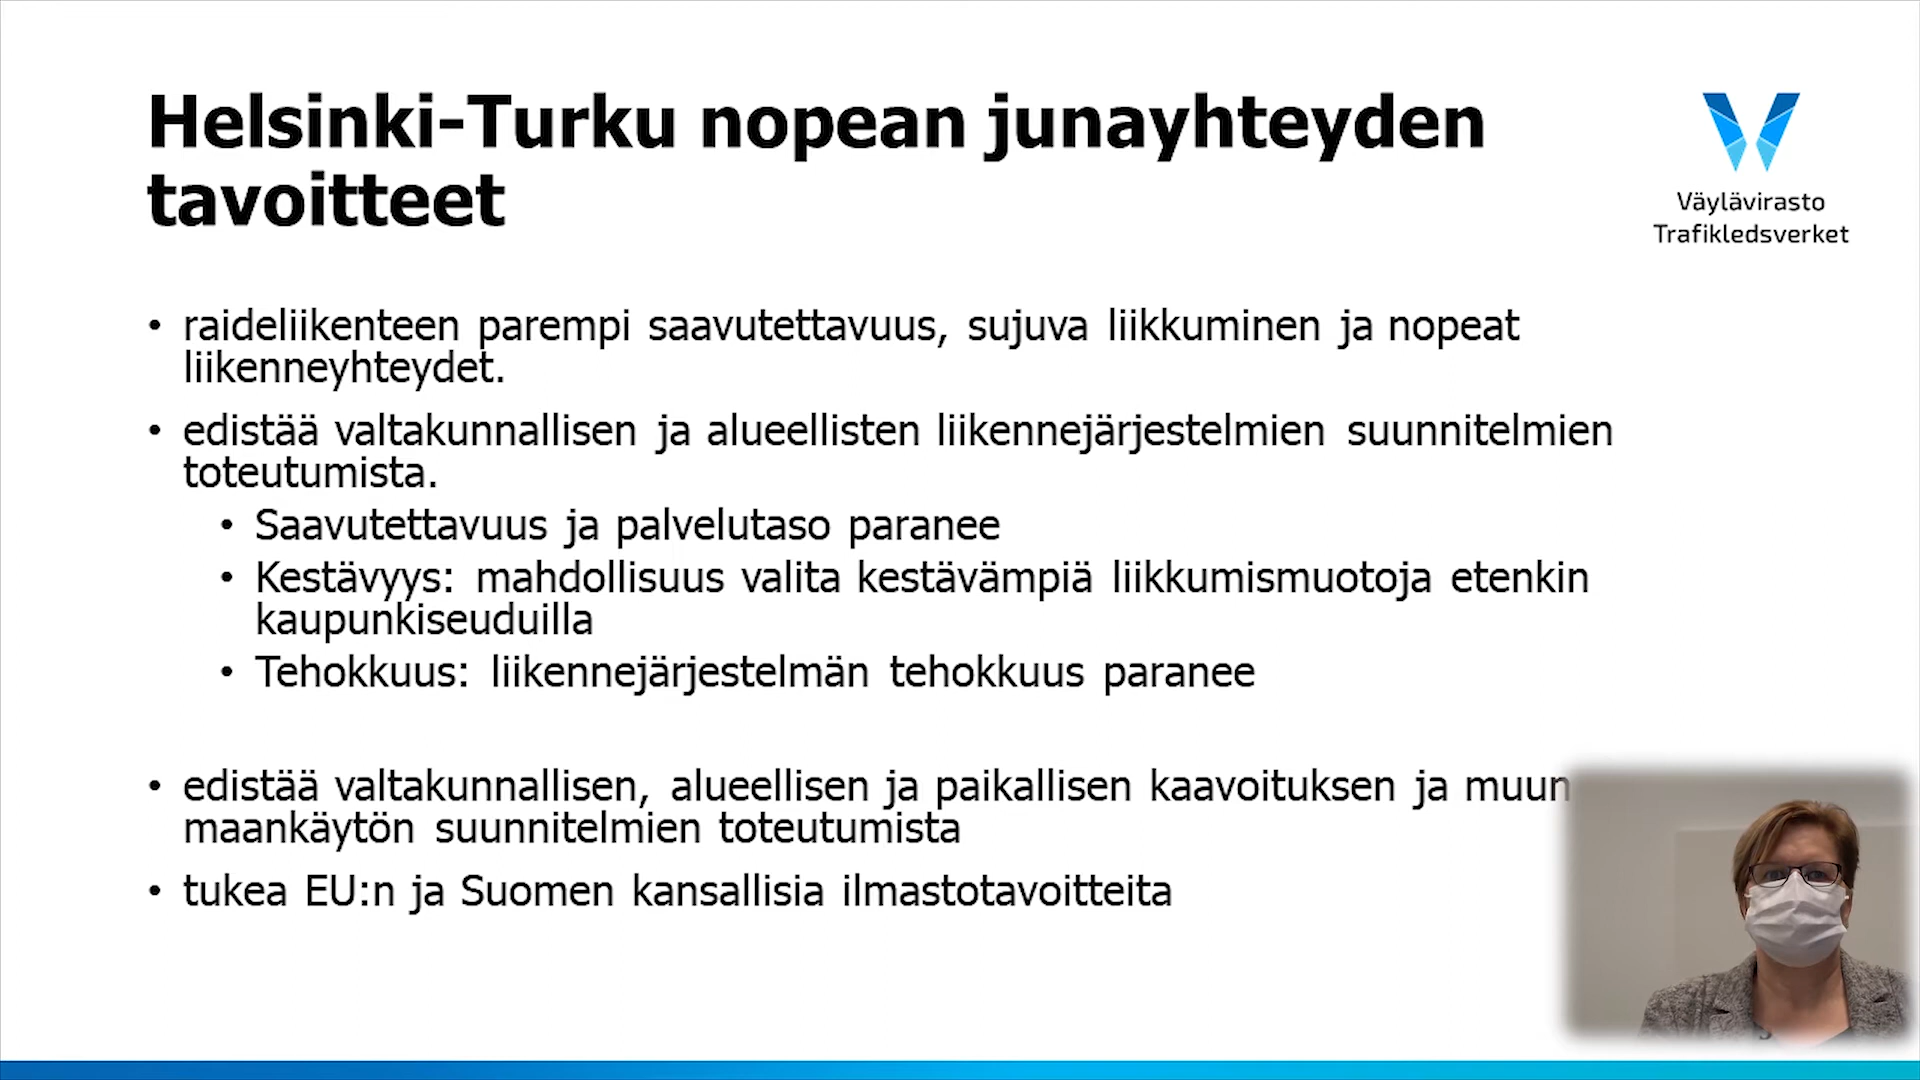 Helsinki-Turku nopean junayhteyden
tavoitteet
Väylävirasto
Trafikledsverket
• raideliikenteen parempi saavutettavuus, sujuva liikkuminen ja nopeat
liikenneyhteydet.
• edistää valtakunnallisen ja alueellisten liikennejärjestelmien suunnitelmien
toteutumista.
• Saavutettavuus ja palvelutaso paranee
• Kestävyys: mahdollisuus valita kestävämpiä liikkumismuotoja etenkin
kaupunkiseuduilla
• Tehokkuus: liikennejärjestelmän tehokkuus paranee
• edistää valtakunnallisen, alueellisen ja paikallisen kaavoituksen ja muun
maankäytön suunnitelmien toteutumista
• tukea EU:n ja Suomen kansallisia ilmastotavoitteita